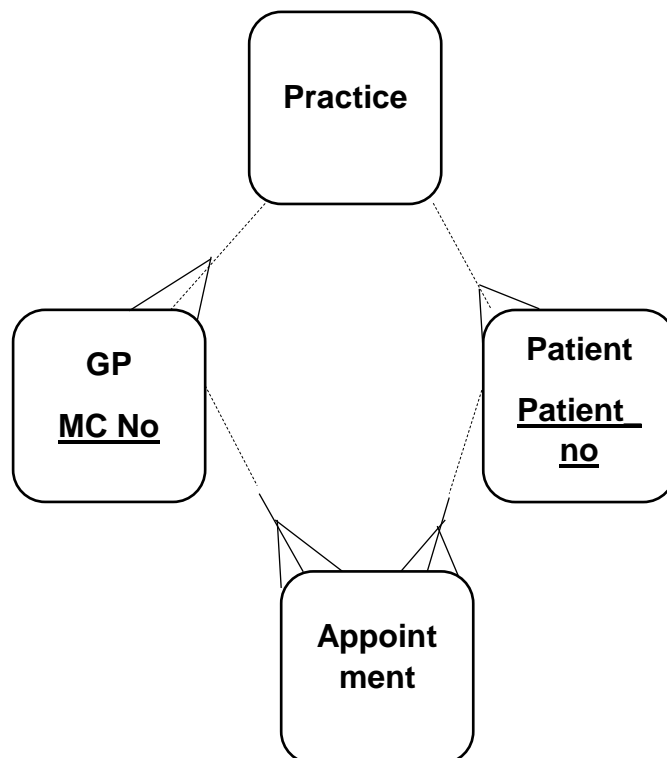 Practice
GP
MC No
Patient
Patient_
no
Appoint
ment